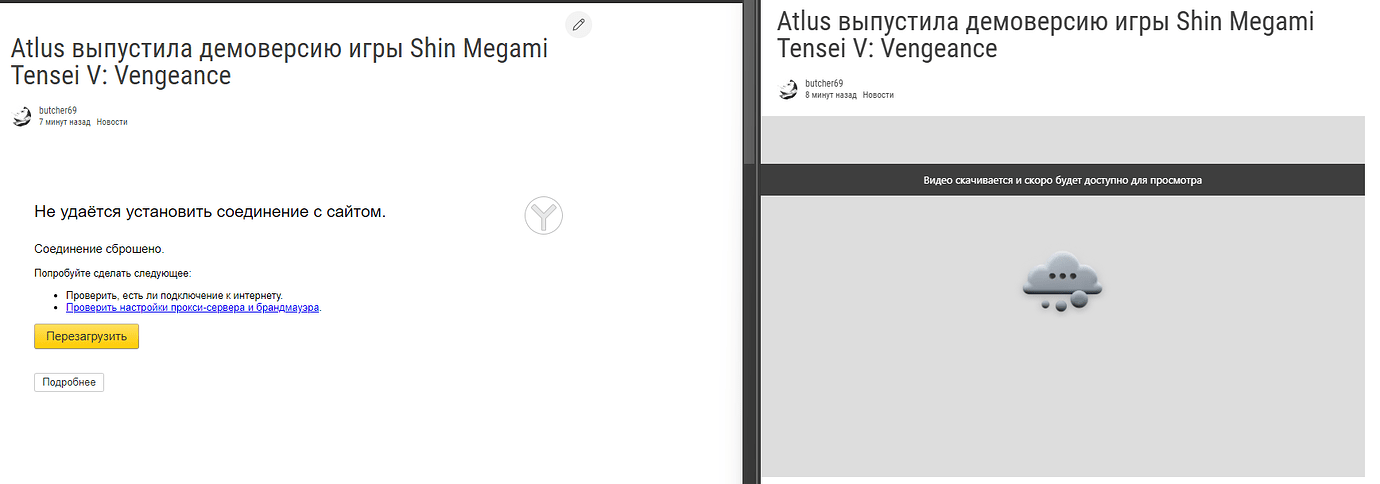 Atlus выпустила демоверсию игры Shin Megami
Tensei V: Vengeance
butcher69
7 минут назад Новости
Не удаётся установить соединение с сайтом.
Соединение сброшено.
Попробуйте сделать следующее:
Проверить, есть ли подключение к интернету.
Проверить настройки прокси-сервера и брандмауэра.
Перезагрузить
Подробнее
Atlus выпустила демоверсию игры Shin Megami
Tensei V: Vengeance
butcher69
8 минут назад Новости
Видео скачивается и скоро будет доступно для просмотра